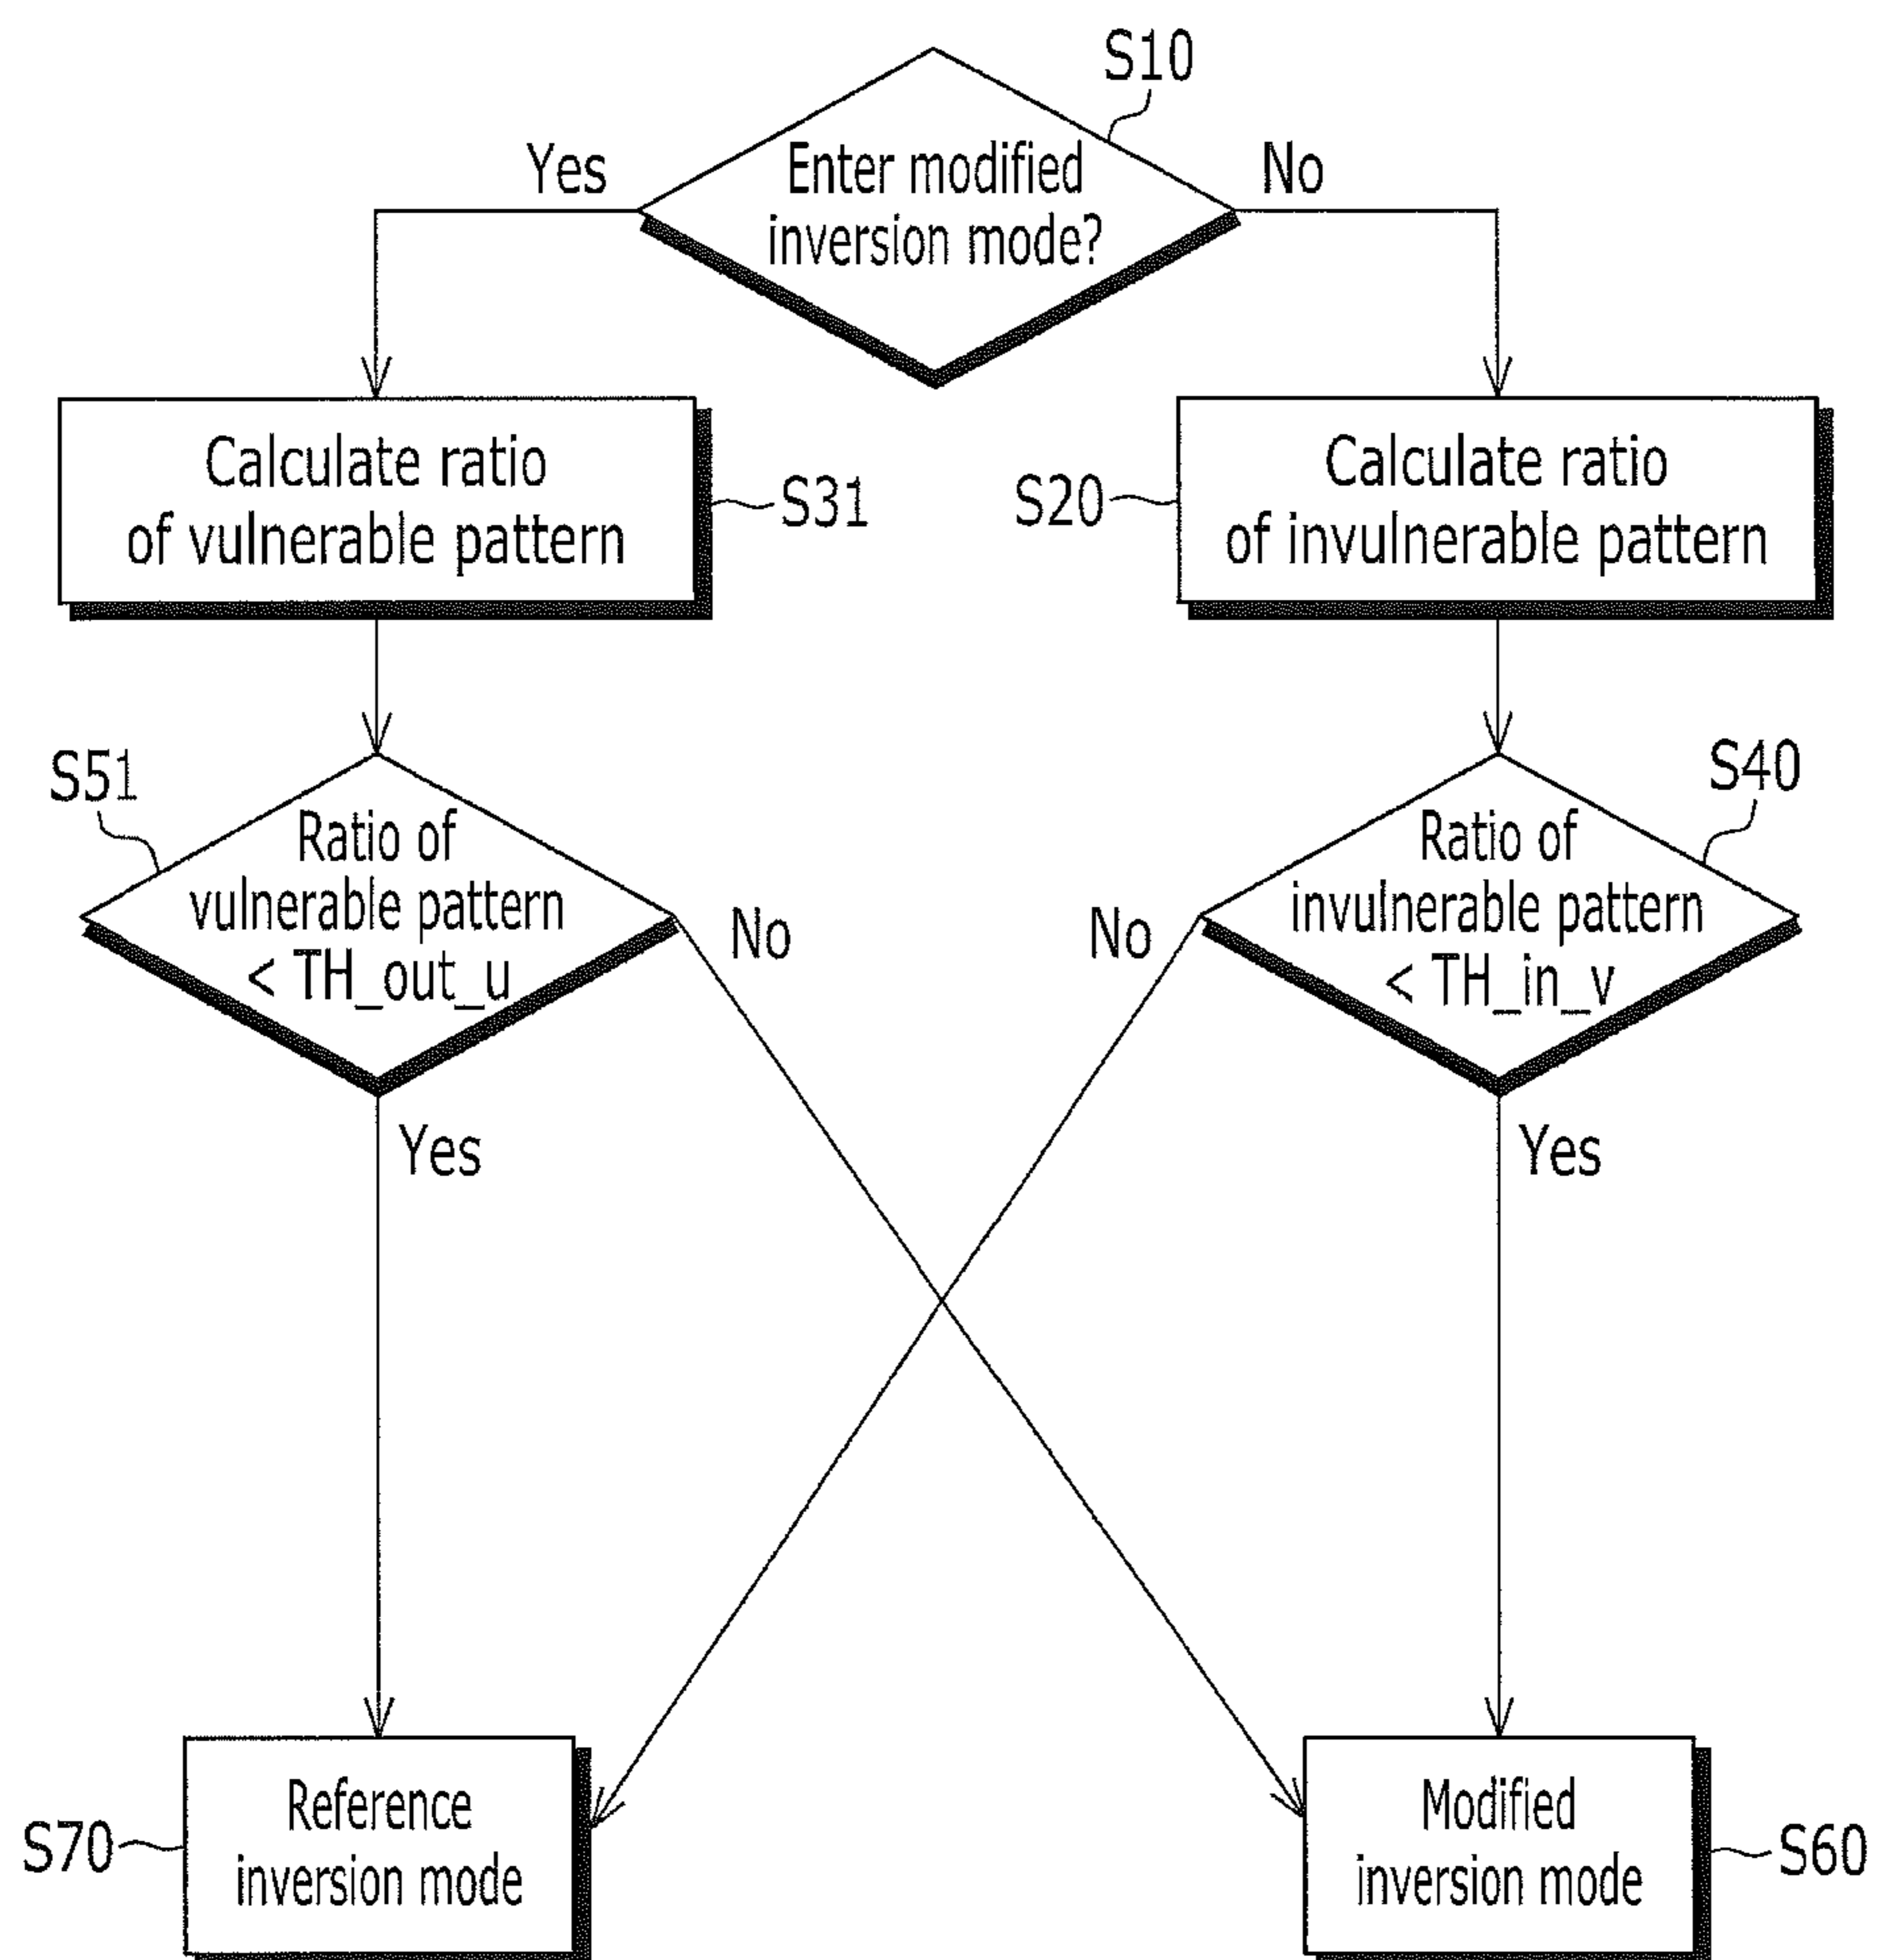 S10
Yes
Enter modified
inversion mode?
No
Calculate ratio
of vulnerable pattern
S31
S20
Calculate ratio
of invulnerable pattern
S51
Ratio of
vulnerable pattern
< TH_out_u
No
S40
Ratio of
invulnerable pattern
< TH_in_v
No
Yes
Yes
S70
Reference
inversion mode
Modified
inversion mode
S60